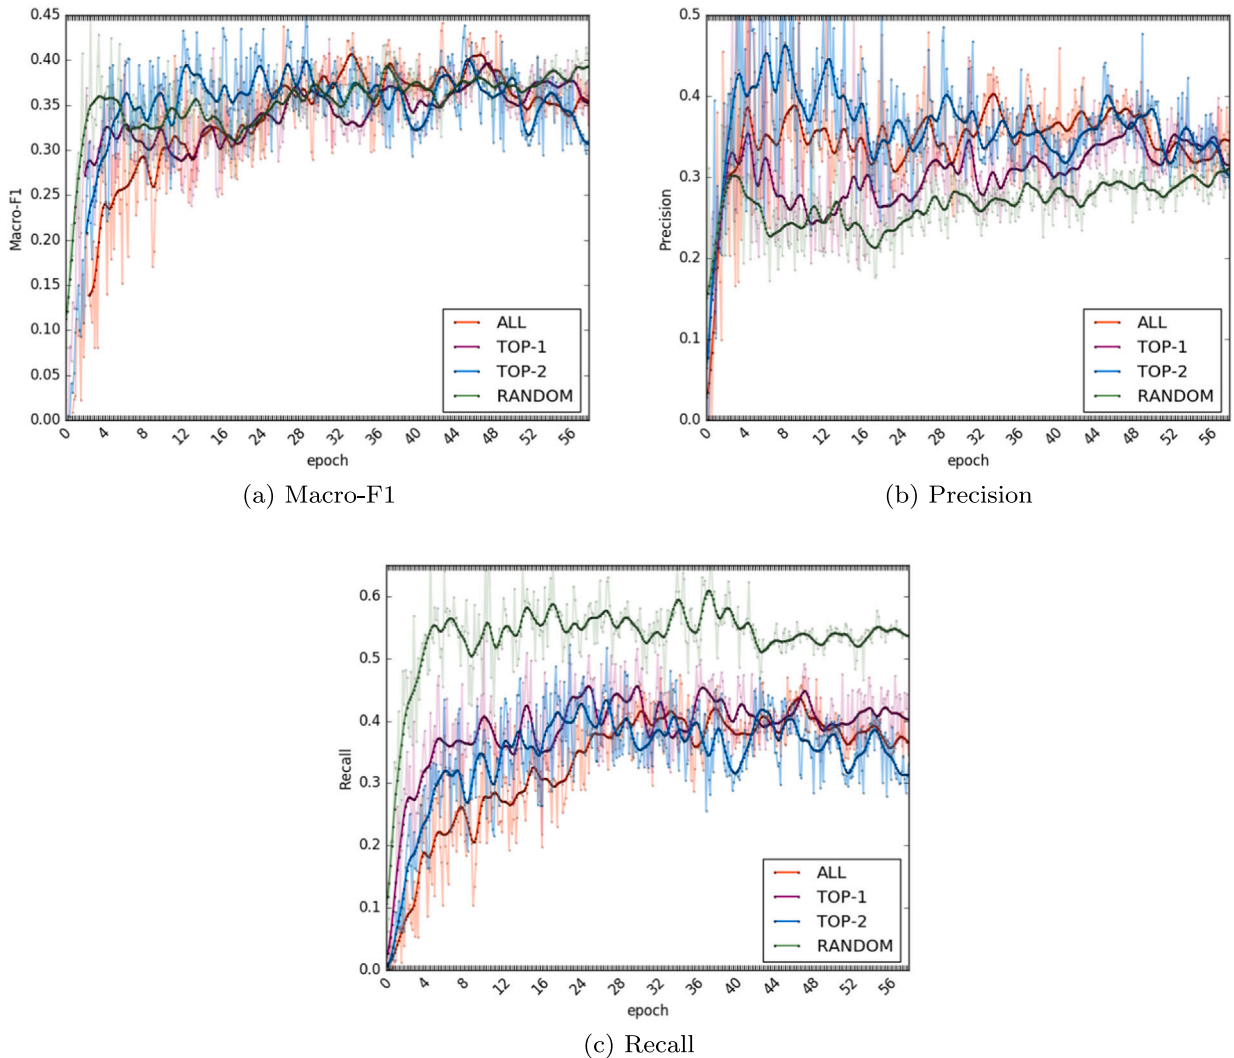 0.45
0.40
0.35
0.30
0.25
0.20
0.15
0.10
0.05
0.00
Macro-F1
0 4 8 12 16 20 24 28 32 36 40 44 48 52 56
epoch
ALL
TOP-1
TOP-2
RANDOM
(a) Macro-F1
0.5
0.4
0.3
0.2
0.1
0.0
Precision
0 4 8 12 16 20 24 28 32 36 40 44 48 52 56
epoch
ALL
TOP-1
TOP-2
RANDOM
(b) Precision
0.6
0.5
0.4
0.3
0.2
0.1
0.0
Recall
0 4 8 12 16 20 24 28 32 36 40 44 48 52 56
epoch
ALL
TOP-1
TOP-2
RANDOM
(c) Recall